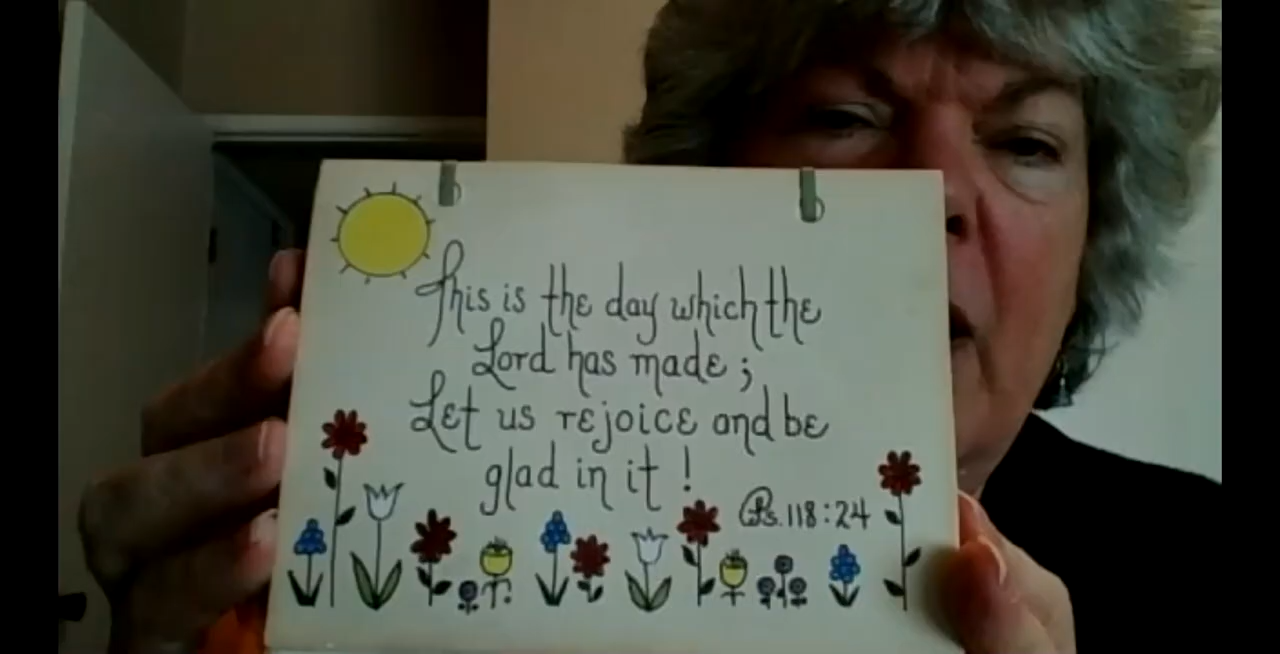 This is the day which the
Lord has made;
Let us rejoice and be
glad in it!
Ps. 118:24